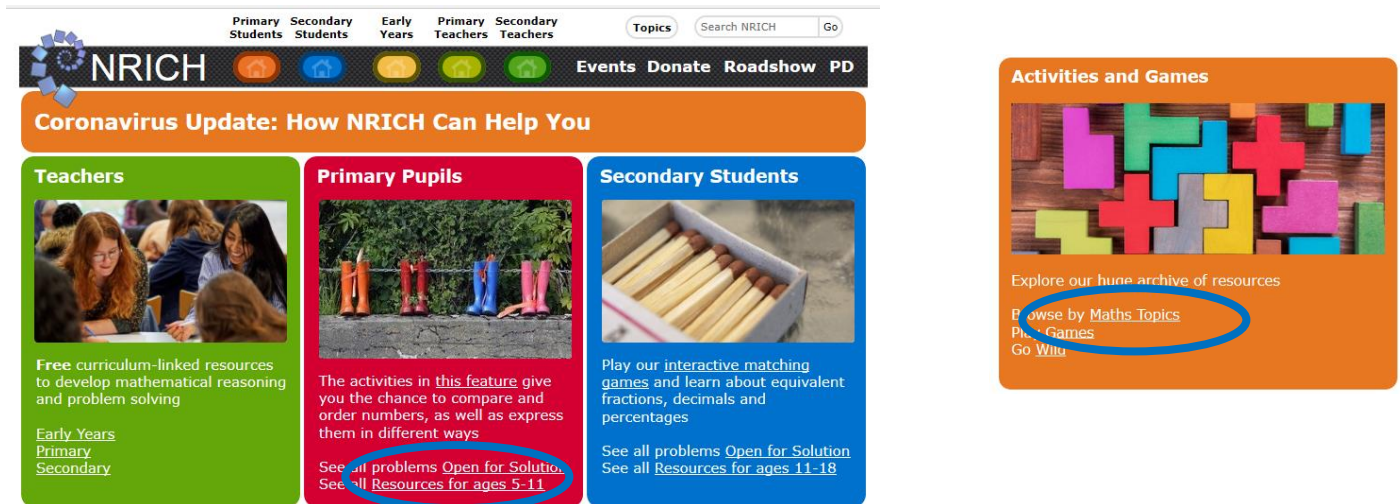 Primary Students
Secondary Students
Early Years
Primary Teachers
Secondary Teachers
Topics
Search NRICH
Go
NRICH
Events Donate Roadshow PD
Coronavirus Update: How NRICH Can Help You
Teachers
Free curriculum-linked resources
to develop mathematical reasoning
and problem solving
Early Years
Primary
Secondary
Primary Pupils
The activities in this feature give
you the chance to compare and
order numbers, as well as express
them in different ways
See all problems Open for Solution
See all Resources for ages 5-11
Secondary Students
Play our interactive matching
games and learn about equivalent
fractions, decimals and
percentages
See all problems Open for Solution
See all Resources for ages 11-18
Activities and Games
Explore our huge archive of resources
Browse by Maths Topics
Play Games
Go Wild